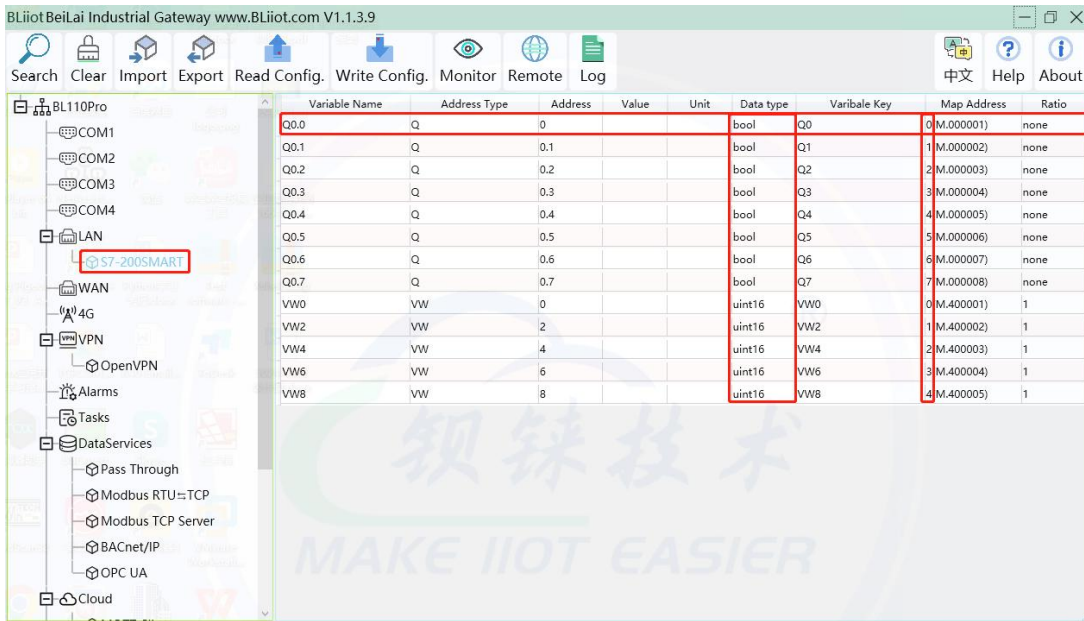 BLiiot BeiLai Industrial Gateway www.BLiiot.com V1.1.3.9
Search Clear Import Export Read Config. Write Config. Monitor Remote Log 中文 Help About
BL110Pro
COM1
COM2
COM3
COM4
LAN
S7-200SMART
WAN
4G
VPN
OpenVPN
Alarms
Tasks
DataServices
Pass Through
Modbus RTU⇆TCP
Modbus TCP Server
BACnet/IP
OPC UA
Cloud
Variable Name Address Type Address Value Unit Data type Varibale Key Map Address Ratio
Q0.0 Q 0 bool Q0 0(M.000001) none
Q0.1 Q 0.1 bool Q1 1(M.000002) none
Q0.2 Q 0.2 bool Q2 2(M.000003) none
Q0.3 Q 0.3 bool Q3 3(M.000004) none
Q0.4 Q 0.4 bool Q4 4(M.000005) none
Q0.5 Q 0.5 bool Q5 5(M.000006) none
Q0.6 Q 0.6 bool Q6 6(M.000007) none
Q0.7 Q 0.7 bool Q7 7(M.000008) none
VW0 VW 0 uint16 VW0 0(M.400001) 1
VW2 VW 2 uint16 VW2 1(M.400002) 1
VW4 VW 4 uint16 VW4 2(M.400003) 1
VW6 VW 6 uint16 VW6 3(M.400004) 1
VW8 VW 8 uint16 VW8 4(M.400005) 1
钡铼技术
MAKE IIOT EASIER